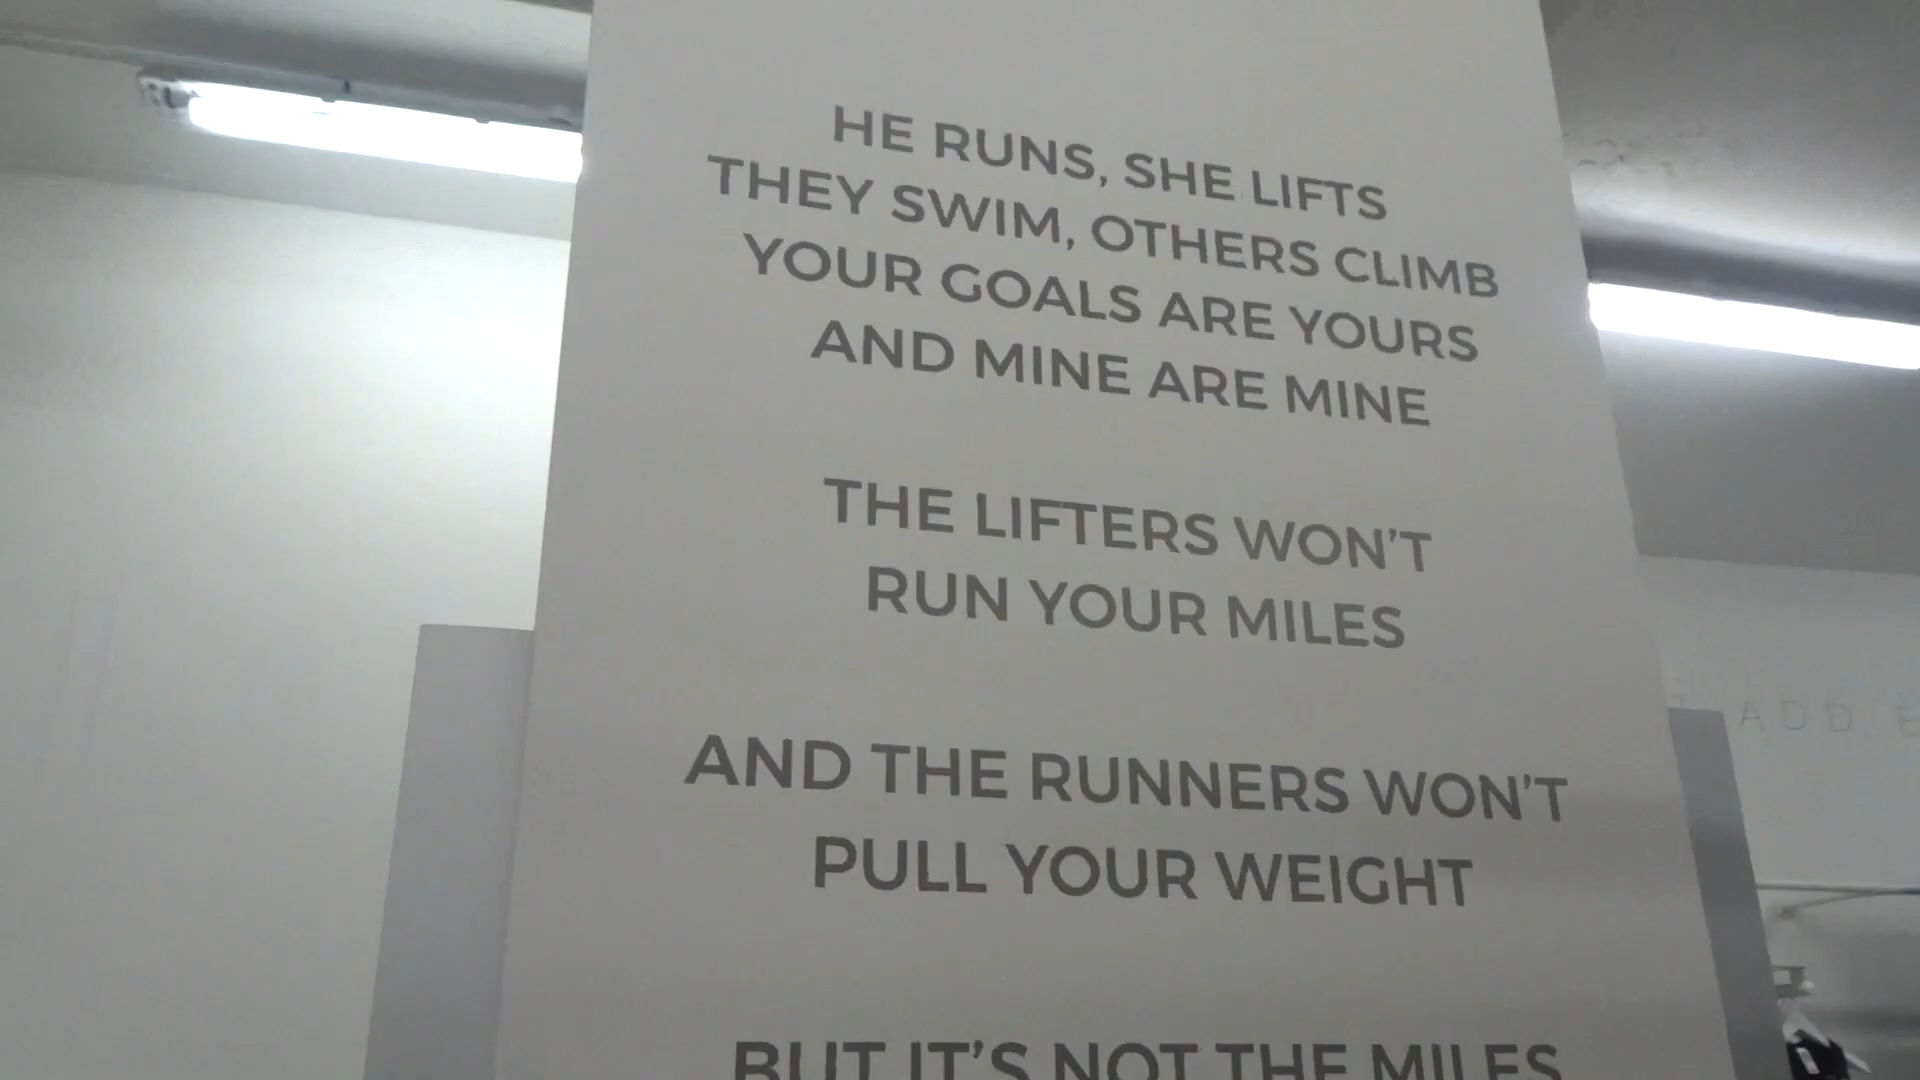 HE RUNS, SHE LIFTS
THEY SWIM, OTHERS CLIMB
YOUR GOALS ARE YOURS
AND MINE ARE MINE
THE LIFTERS WON'T
RUN YOUR MILES
AND THE RUNNERS WON'T
PULL YOUR WEIGHT
BUT IT'S NOT THE MILES
ADD